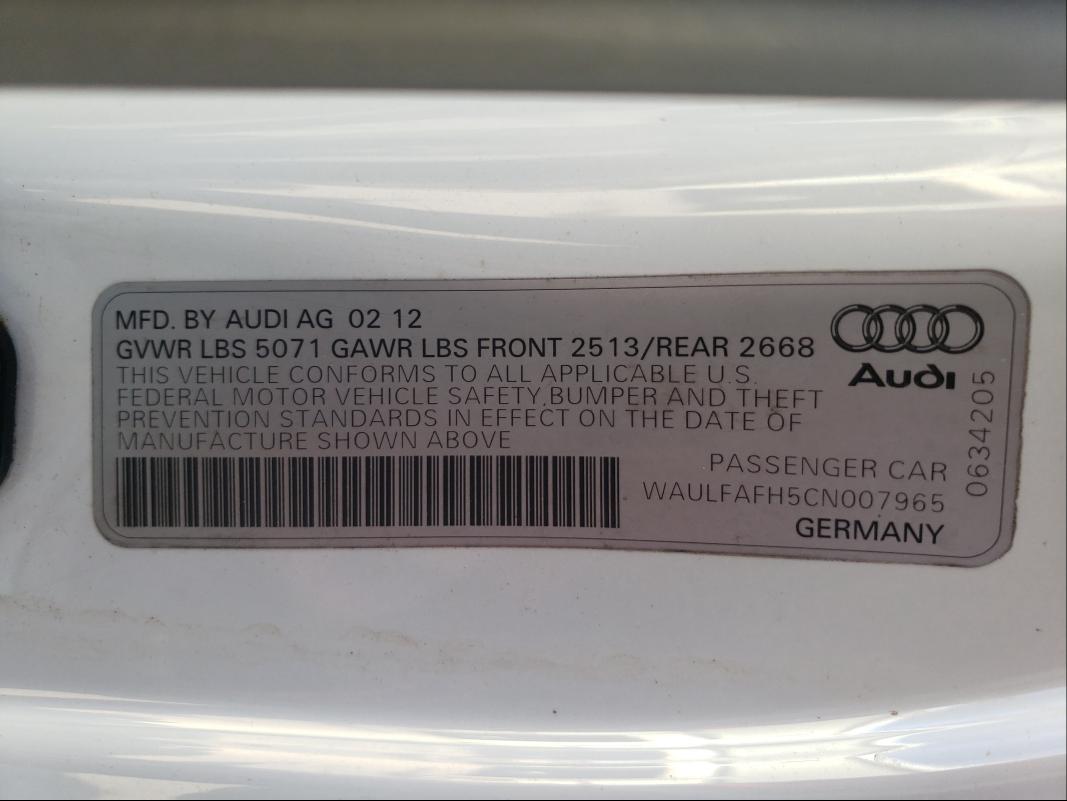 MFD. BY AUDI AG 02 12
GVWR LBS 5071 GAWR LBS FRONT 2513/REAR 2668
THIS VEHICLE CONFORMS TO ALL APPLICABLE U.S.
FEDERAL MOTOR VEHICLE SAFETY,BUMPER AND THEFT
PREVENTION STANDARDS IN EFFECT ON THE DATE OF
MANUFACTURE SHOWN ABOVE
Audi
PASSENGER CAR
WAULFAFH5CN007965
GERMANY
0634205